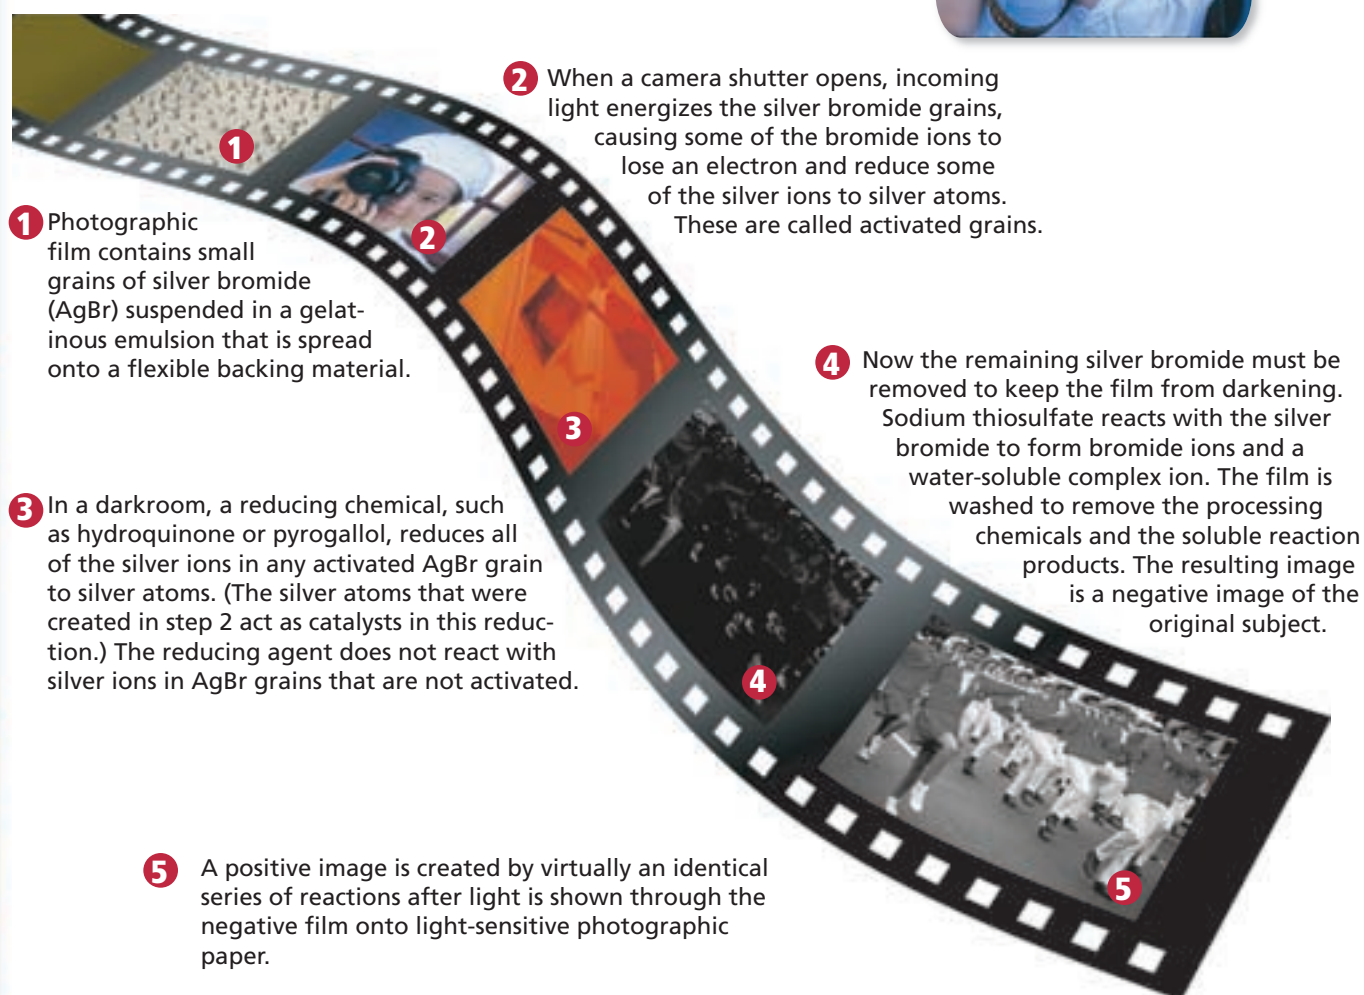 1 Photographic
film contains small
grains of silver bromide
(AgBr) suspended in a gelat-
inous emulsion that is spread
onto a flexible backing material.
2 When a camera shutter opens, incoming
light energizes the silver bromide grains,
causing some of the bromide ions to
lose an electron and reduce some
of the silver ions to silver atoms.
These are called activated grains.
3 In a darkroom, a reducing chemical, such
as hydroquinone or pyrogallol, reduces all
of the silver ions in any activated AgBr grain
to silver atoms. (The silver atoms that were
created in step 2 act as catalysts in this reduc-
tion.) The reducing agent does not react with
silver ions in AgBr grains that are not activated.
4 Now the remaining silver bromide must be
removed to keep the film from darkening.
Sodium thiosulfate reacts with the silver
bromide to form bromide ions and a
water-soluble complex ion. The film is
washed to remove the processing
chemicals and the soluble reaction
products. The resulting image
is a negative image of the
original subject.
5 A positive image is created by virtually an identical
series of reactions after light is shown through the
negative film onto light-sensitive photographic
paper.
1
2
3
4
5